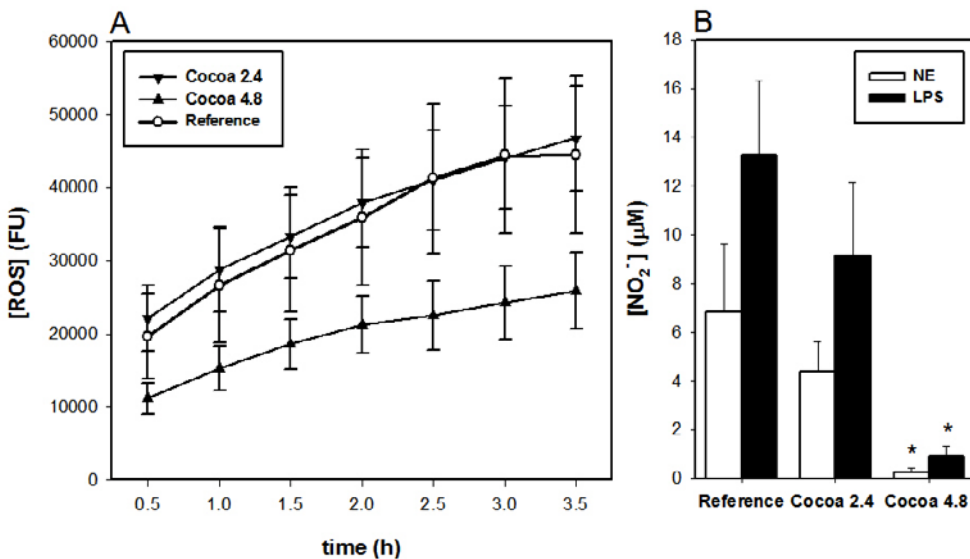 A
[ROS] (FU)
60000
50000
40000
30000
20000
10000
0
Cocoa 2.4
Cocoa 4.8
Reference
0.5 1.0 1.5 2.0 2.5 3.0 3.5
time (h)
B
[NO₂⁻] (µM)
18
16
14
12
10
8
6
4
2
0
NE
LPS
* *
Reference Cocoa 2.4 Cocoa 4.8